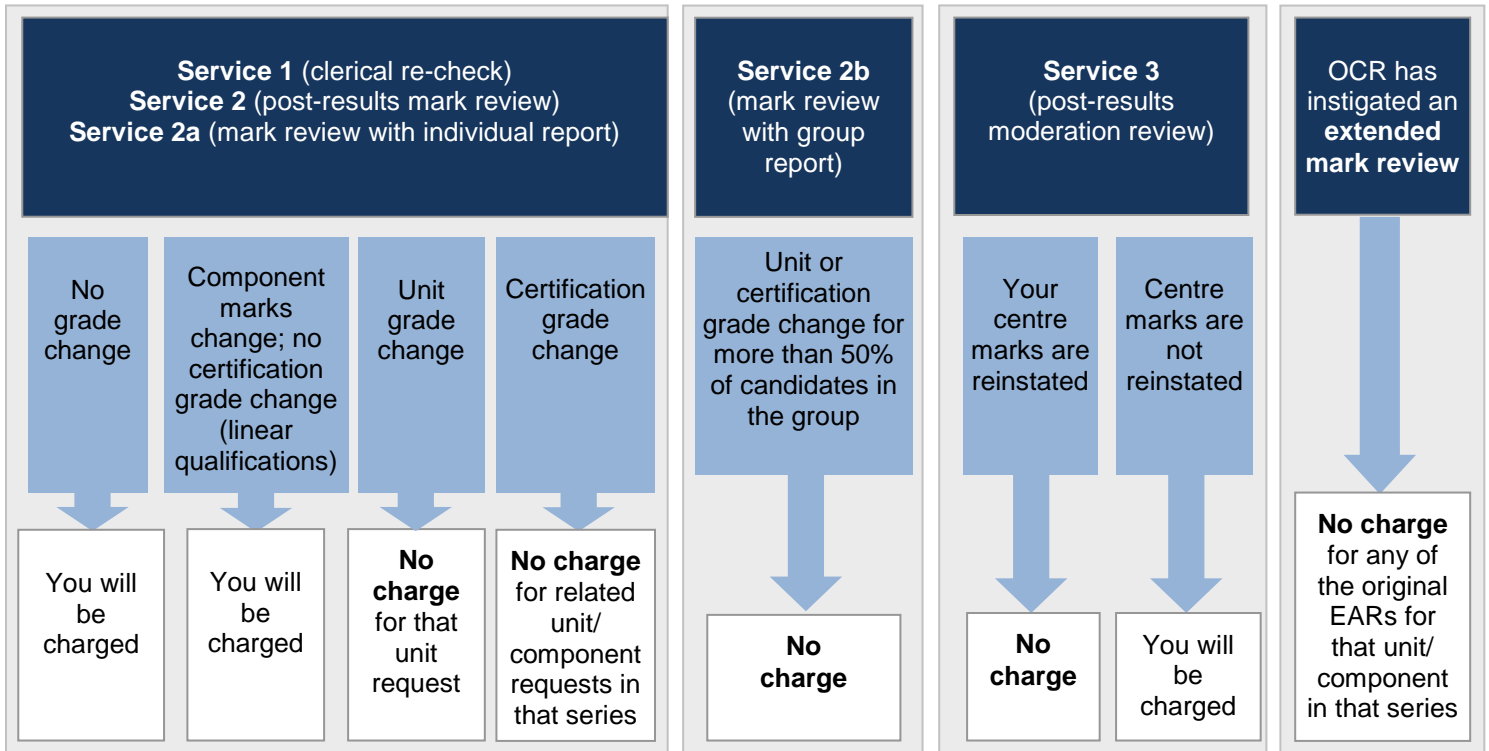 Service 1 (clerical re-check)
Service 2 (post-results mark review)
Service 2a (mark review with individual report)
No
grade
change
You will
be
charged
Component
marks
change; no
certification
grade change
(linear
qualifications)
You will
be
charged
Unit
grade
change
No
charge
for that
unit
request
Certification
grade
change
No charge
for related
unit/
component
requests in
that series
Service 2b
(mark review
with group
report)
Unit or
certification
grade change for
more than 50%
of candidates in
the group
No
charge
Service 3
(post-results
moderation review)
Your
centre
marks are
reinstated
No
charge
Centre
marks are
not
reinstated
You will
be
charged
OCR has
instigated an
extended
mark review
No charge
for any of
the original
EARs for
that unit/
component
in that series